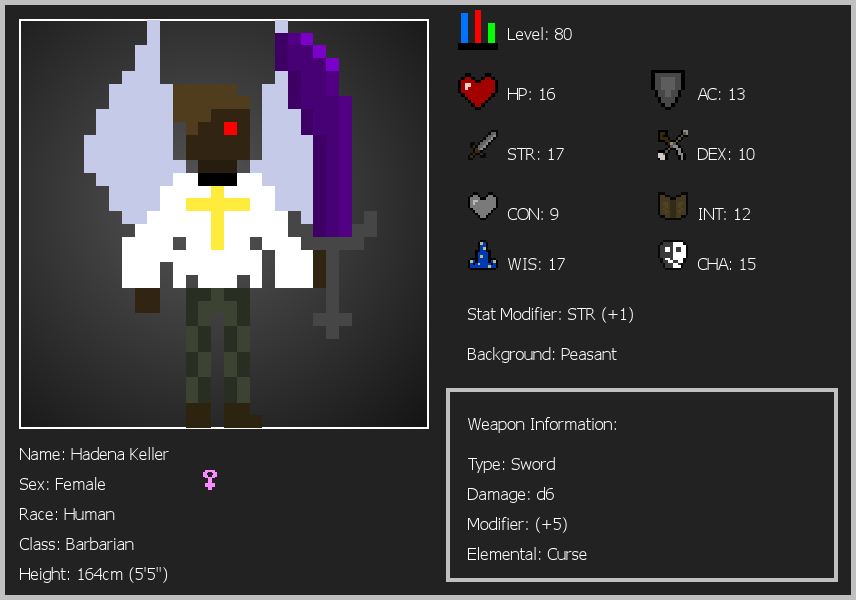 Level: 80
HP: 16
AC: 13
STR: 17
DEX: 10
CON: 9
INT: 12
WIS: 17
CHA: 15
Stat Modifier: STR (+1)
Background: Peasant
Weapon Information:
Type: Sword
Damage: d6
Modifier: (+5)
Elemental: Curse
Name: Hadena Keller
Sex: Female
Race: Human
Class: Barbarian
Height: 164cm (5'5")